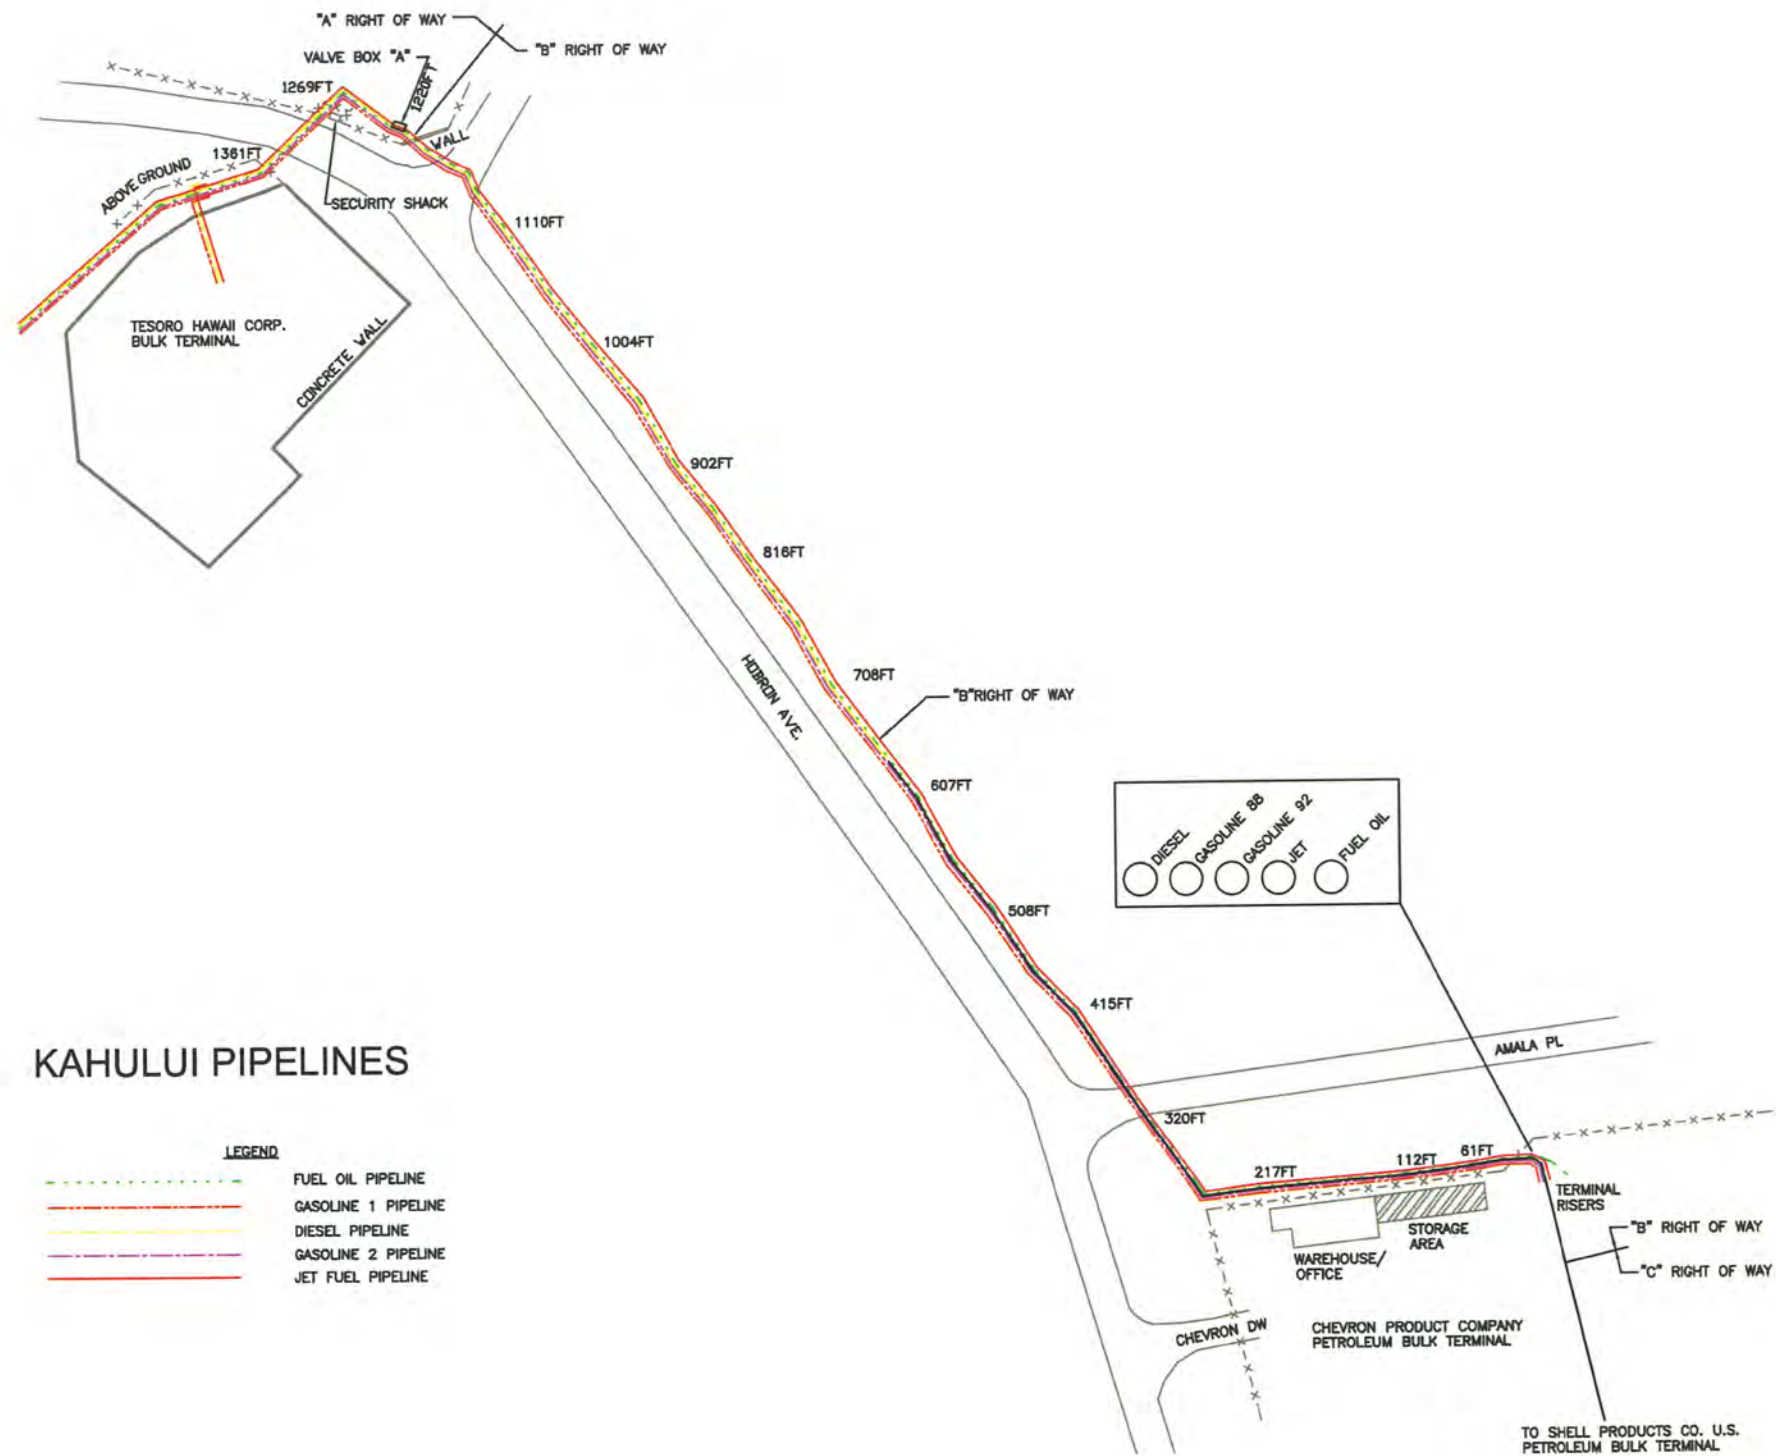 "A" RIGHT OF WAY
"B" RIGHT OF WAY
VALVE BOX "A"
1220FT
1269FT
WALL
1361FT
ABOVE GROUND
SECURITY SHACK
1110FT
TESORO HAWAII CORP.
BULK TERMINAL
CONCRETE WALL
1004FT
902FT
816FT
HOBRON AVE.
708FT
"B"RIGHT OF WAY
607FT
DIESEL
GASOLINE 88
GASOLINE 92
JET
FUEL OIL
508FT
415FT
AMALA PL
KAHULUI PIPELINES
320FT
LEGEND
FUEL OIL PIPELINE
GASOLINE 1 PIPELINE
DIESEL PIPELINE
GASOLINE 2 PIPELINE
JET FUEL PIPELINE
217FT
112FT
61FT
TERMINAL
RISERS
STORAGE
AREA
WAREHOUSE/
OFFICE
"B" RIGHT OF WAY
"C" RIGHT OF WAY
CHEVRON DW
CHEVRON PRODUCT COMPANY
PETROLEUM BULK TERMINAL
TO SHELL PRODUCTS CO. U.S.
PETROLEUM BULK TERMINAL